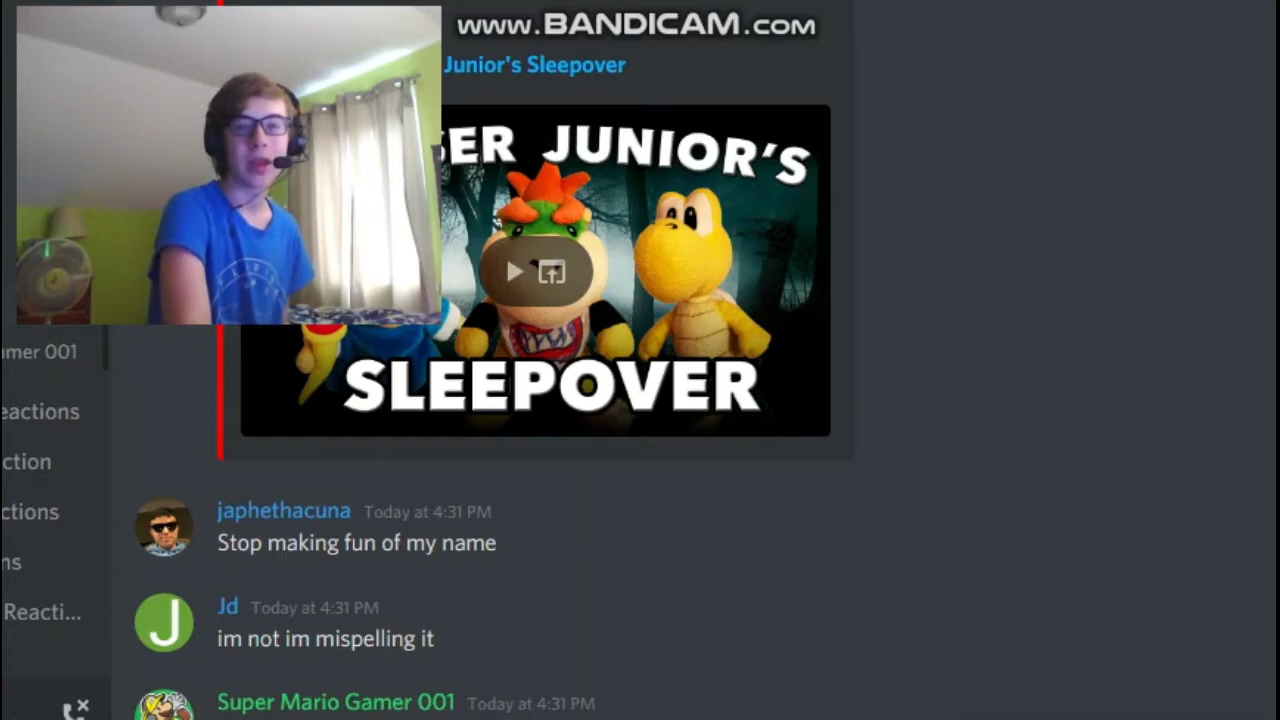 www.BANDICAM.com
Junior's Sleepover
SER JUNIOR'S
SLEEPOVER
amer 001
eactions
ction
ctions
ns
Reacti...
japhethacuna Today at 4:31 PM
Stop making fun of my name
J
Jd Today at 4:31 PM
im not im mispelling it
Super Mario Gamer 001 Today at 4:31 PM